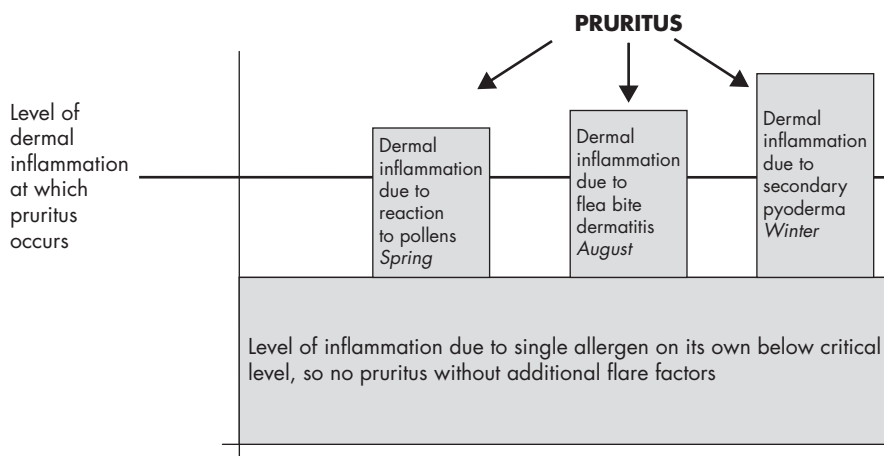 PRURITUS
Level of
dermal
inflammation
at which
pruritus
occurs
Dermal
inflammation
due to
reaction
to pollens
Spring
Dermal
inflammation
due to
flea bite
dermatitis
August
Dermal
inflammation
due to
secondary
pyoderma
Winter
Level of inflammation due to single allergen on its own below critical
level, so no pruritus without additional flare factors